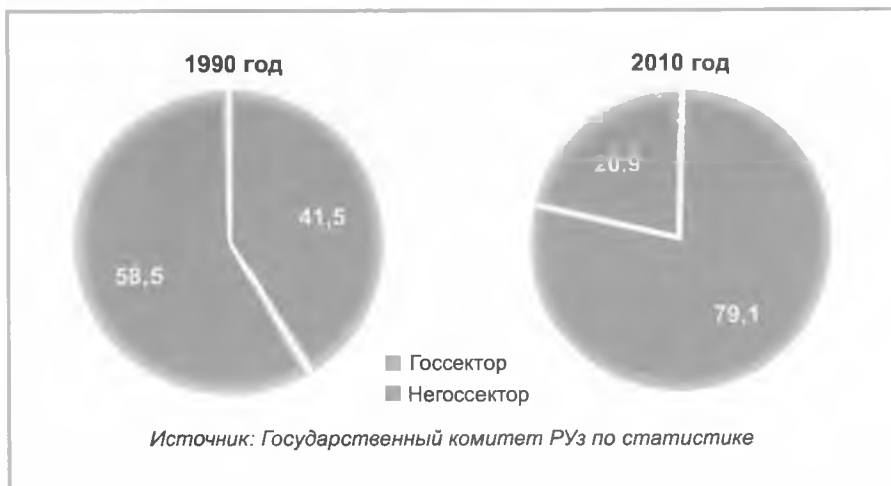 1990 год
2010 год
41,5
58,5
20,9
79,1
Госсектор
Негоссектор
Источник: Государственный комитет РУз по статистике